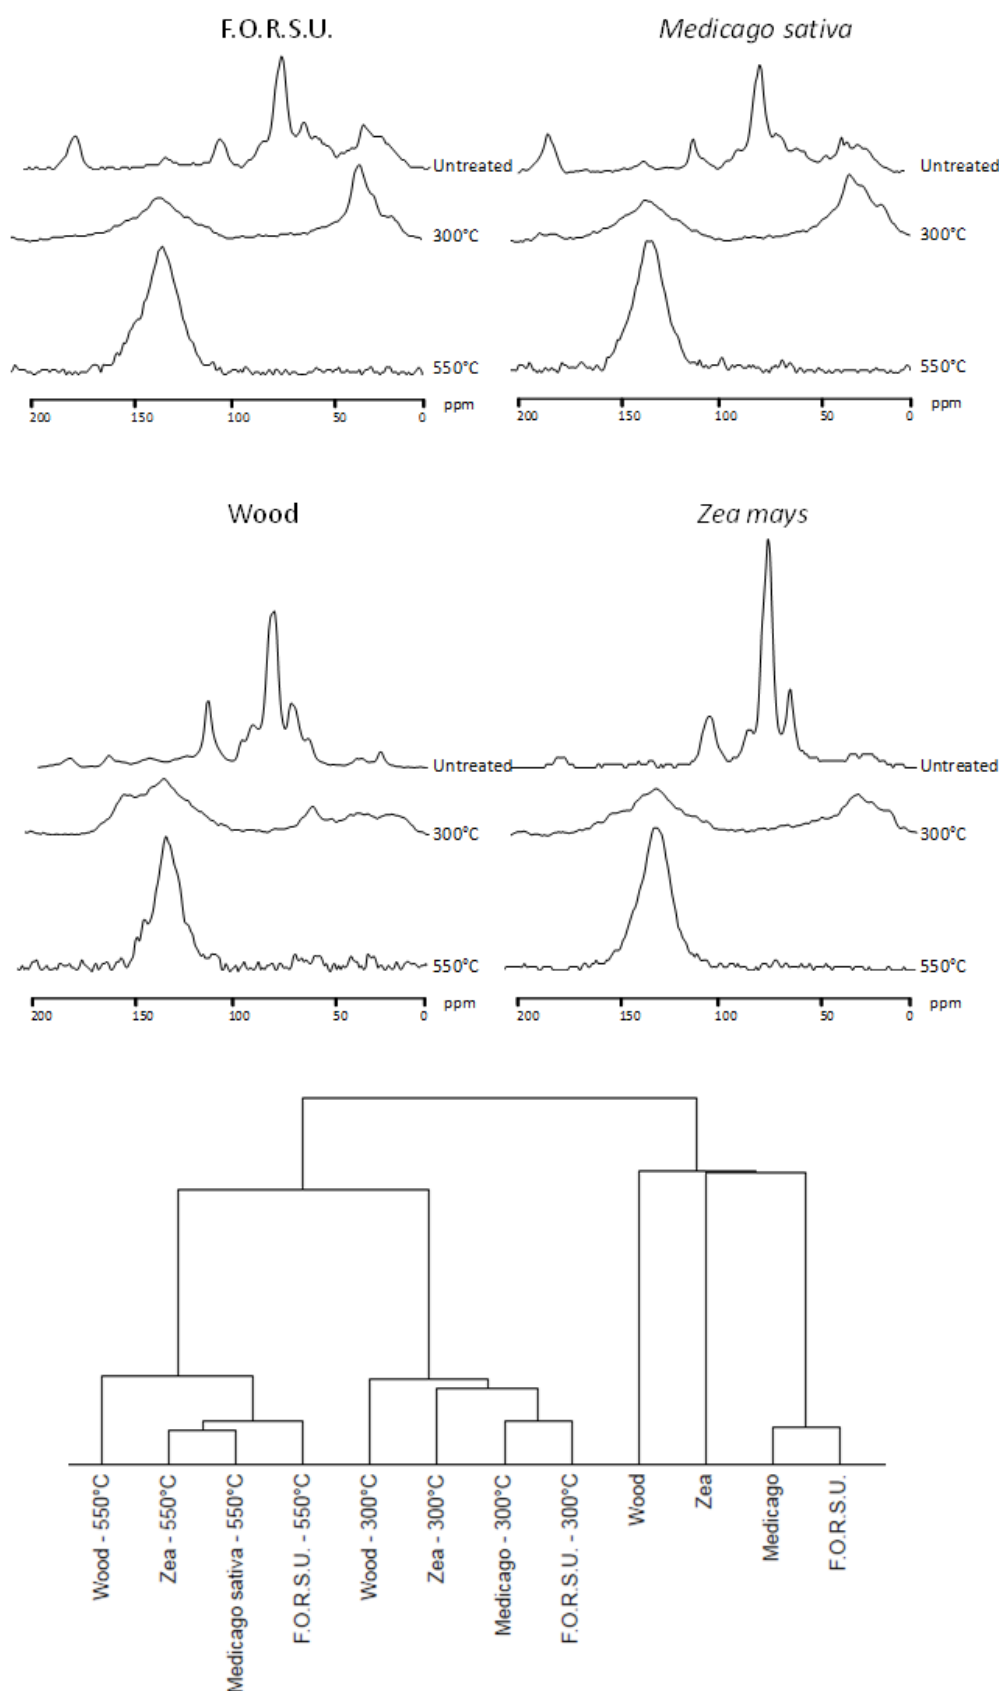 F.O.R.S.U.
Medicago sativa
Untreated
Untreated
300°C
300°C
550°C
550°C
ppm
ppm
200 150 100 50 0
200 150 100 50 0
Wood
Zea mays
Untreated
Untreated
300°C
300°C
550°C
550°C
ppm
ppm
200 150 100 50 0
200 150 100 50 0
Wood - 550°C
Zea - 550°C
Medicago sativa - 550°C
F.O.R.S.U. - 550°C
Wood - 300°C
Zea - 300°C
Medicago - 300°C
F.O.R.S.U. - 300°C
Wood
Zea
Medicago
F.O.R.S.U.